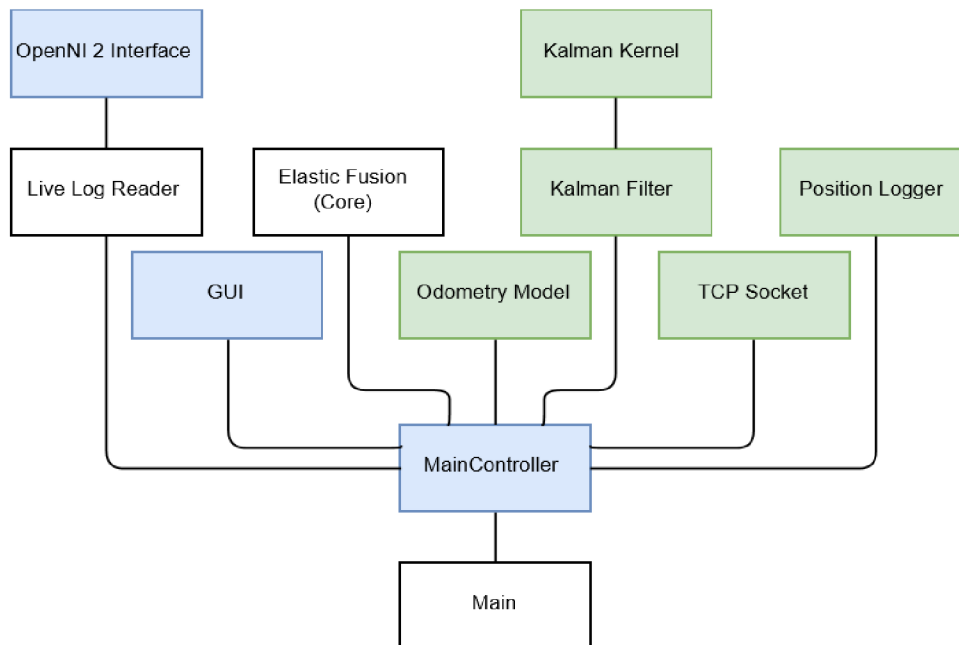 OpenNI 2 Interface
Kalman Kernel
Live Log Reader
Elastic Fusion
(Core)
Kalman Filter
Position Logger
GUI
Odometry Model
TCP Socket
MainController
Main